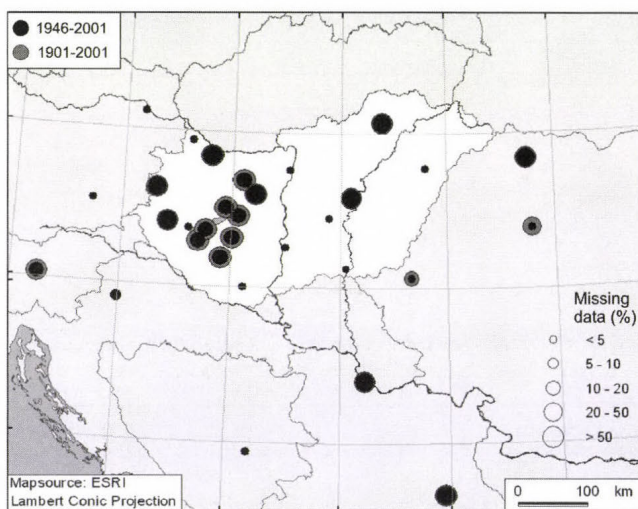 1946-2001
1901-2001
Missing
data (%)
< 5
5 - 10
10 - 20
20 - 50
> 50
Mapsource: ESRI
Lambert Conic Projection
0 100 km